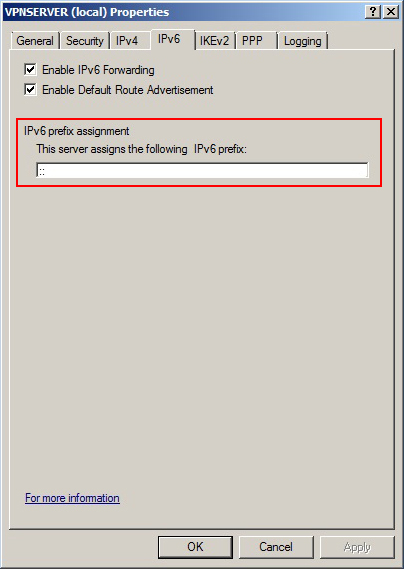 VPNSERVER (local) Properties
General Security IPv4 IPv6 IKEv2 PPP Logging
Enable IPv6 Forwarding
Enable Default Route Advertisement
IPv6 prefix assignment
This server assigns the following IPv6 prefix:
::
For more information
OK Cancel Apply